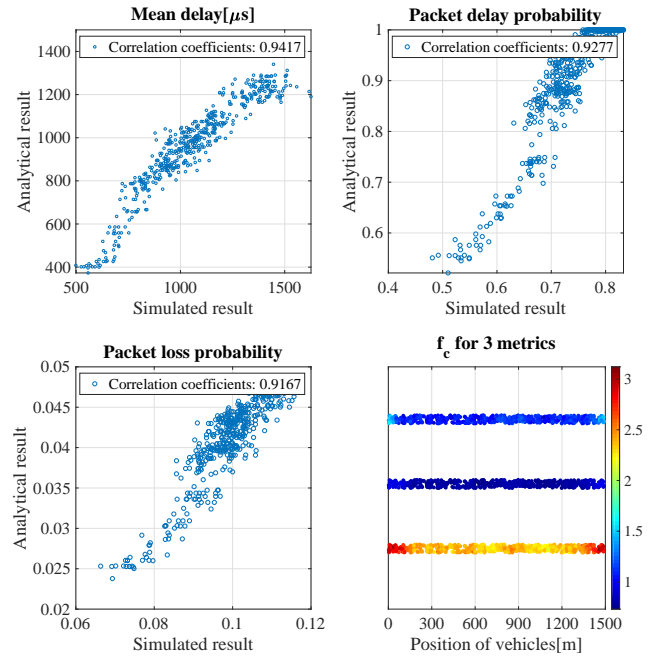 Mean delay[μs]
Correlation coefficients: 0.9417
1400
1200
1000
800
600
400
500
1000
1500
Analytical result
Simulated result
Packet delay probability
Correlation coefficients: 0.9277
1
0.9
0.8
0.7
0.6
0.4
0.5
0.6
0.7
0.8
Analytical result
Simulated result
Packet loss probability
Correlation coefficients: 0.9167
0.05
0.045
0.04
0.035
0.03
0.025
0.02
0.06
0.08
0.1
0.12
Analytical result
Simulated result
f_c for 3 metrics
3
2.5
2
1.5
1
0
300
600
900
1200
1500
Position of vehicles[m]